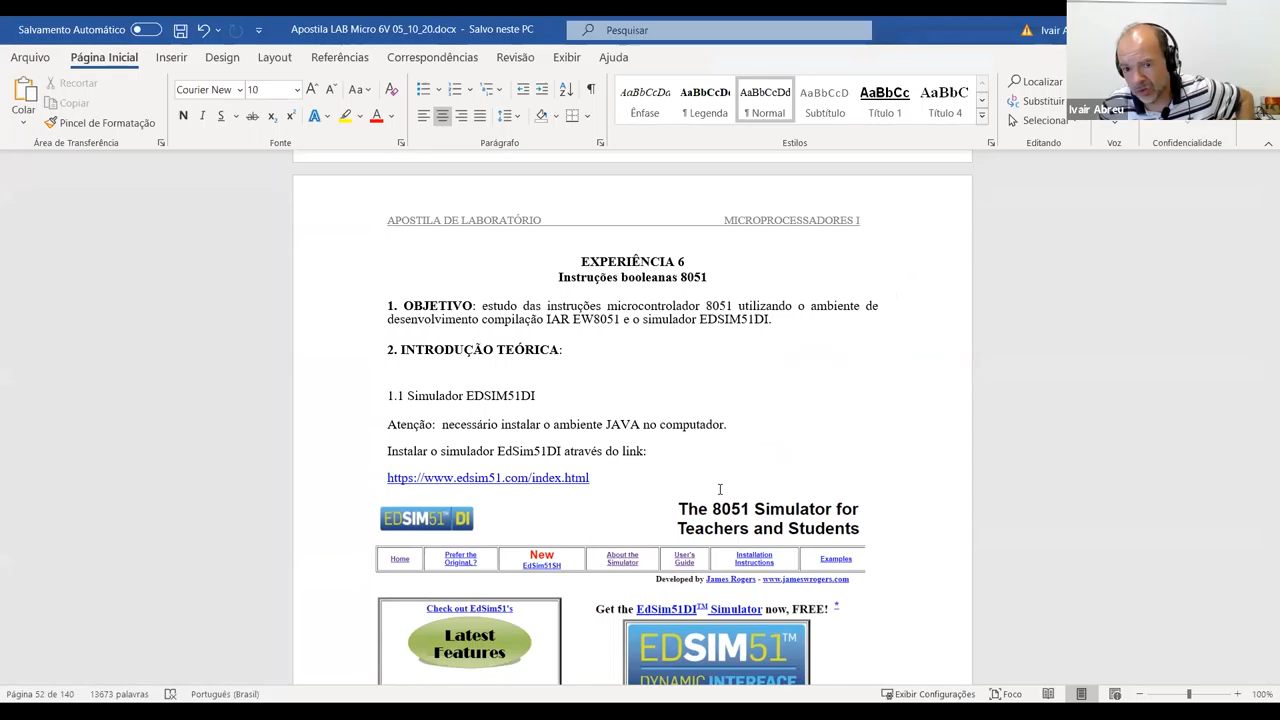 Salvamento Automático
Apostila LAB Micro 6V 05_10_20.docx - Salvo neste PC
Pesquisar
Ivair A
Arquivo Página Inicial Inserir Design Layout Referências Correspondências Revisão Exibir Ajuda
Colar
Recortar
Copiar
Pincel de Formatação
Área de Transferência
Courier New 10
Aa
N I S ab x₂ x²
A A
Fonte
Parágrafo
AaBbCcDd AaBbCcDd AaBbCcDd AaBbCcD AaBbCc AaBbC
Ênfase ¶ Legenda ¶ Normal Subtítulo Título 1 Título 4
Estilos
Localizar
Substituir
Selecionar
Editando
Voz
Confidencialidade
Ivair Abreu
APOSTILA DE LABORATÓRIO MICROPROCESSADORES I
EXPERIÊNCIA 6
Instruções booleanas 8051
1. OBJETIVO: estudo das instruções microcontrolador 8051 utilizando o ambiente de
desenvolvimento compilação IAR EW8051 e o simulador EDSIM51DI.
2. INTRODUÇÃO TEÓRICA:
1.1 Simulador EDSIM51DI
Atenção: necessário instalar o ambiente JAVA no computador.
Instalar o simulador EdSim51DI através do link:
https://www.edsim51.com/index.html
EDSIM51 DI
The 8051 Simulator for
Teachers and Students
Home
Prefer the
OriginaL?
New
EdSim51SH
About the
Simulator
User's
Guide
Installation
Instructions
Examples
Developed by James Rogers - www.jameswrogers.com
Check out EdSim51's
Latest
Features
Get the EdSim51DI™ Simulator now, FREE! *
EDSIM51™
DYNAMIC INTERFACE
Página 52 de 140 13673 palavras Português (Brasil) Exibir Configurações Foco 100%